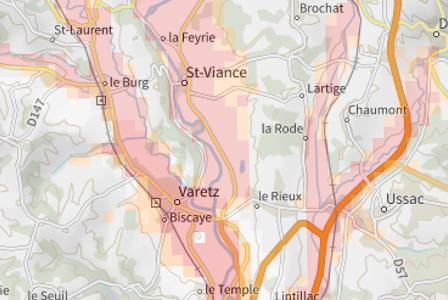 Brochat
St-Laurent
la Feyrie
D
St-Viance
le Burg
Lartige
D147
Chaumont
la Rode
Varetz
le Rieux
Ussac
Biscaye
D57
le Temple
Lintillac
ie
le Seuil